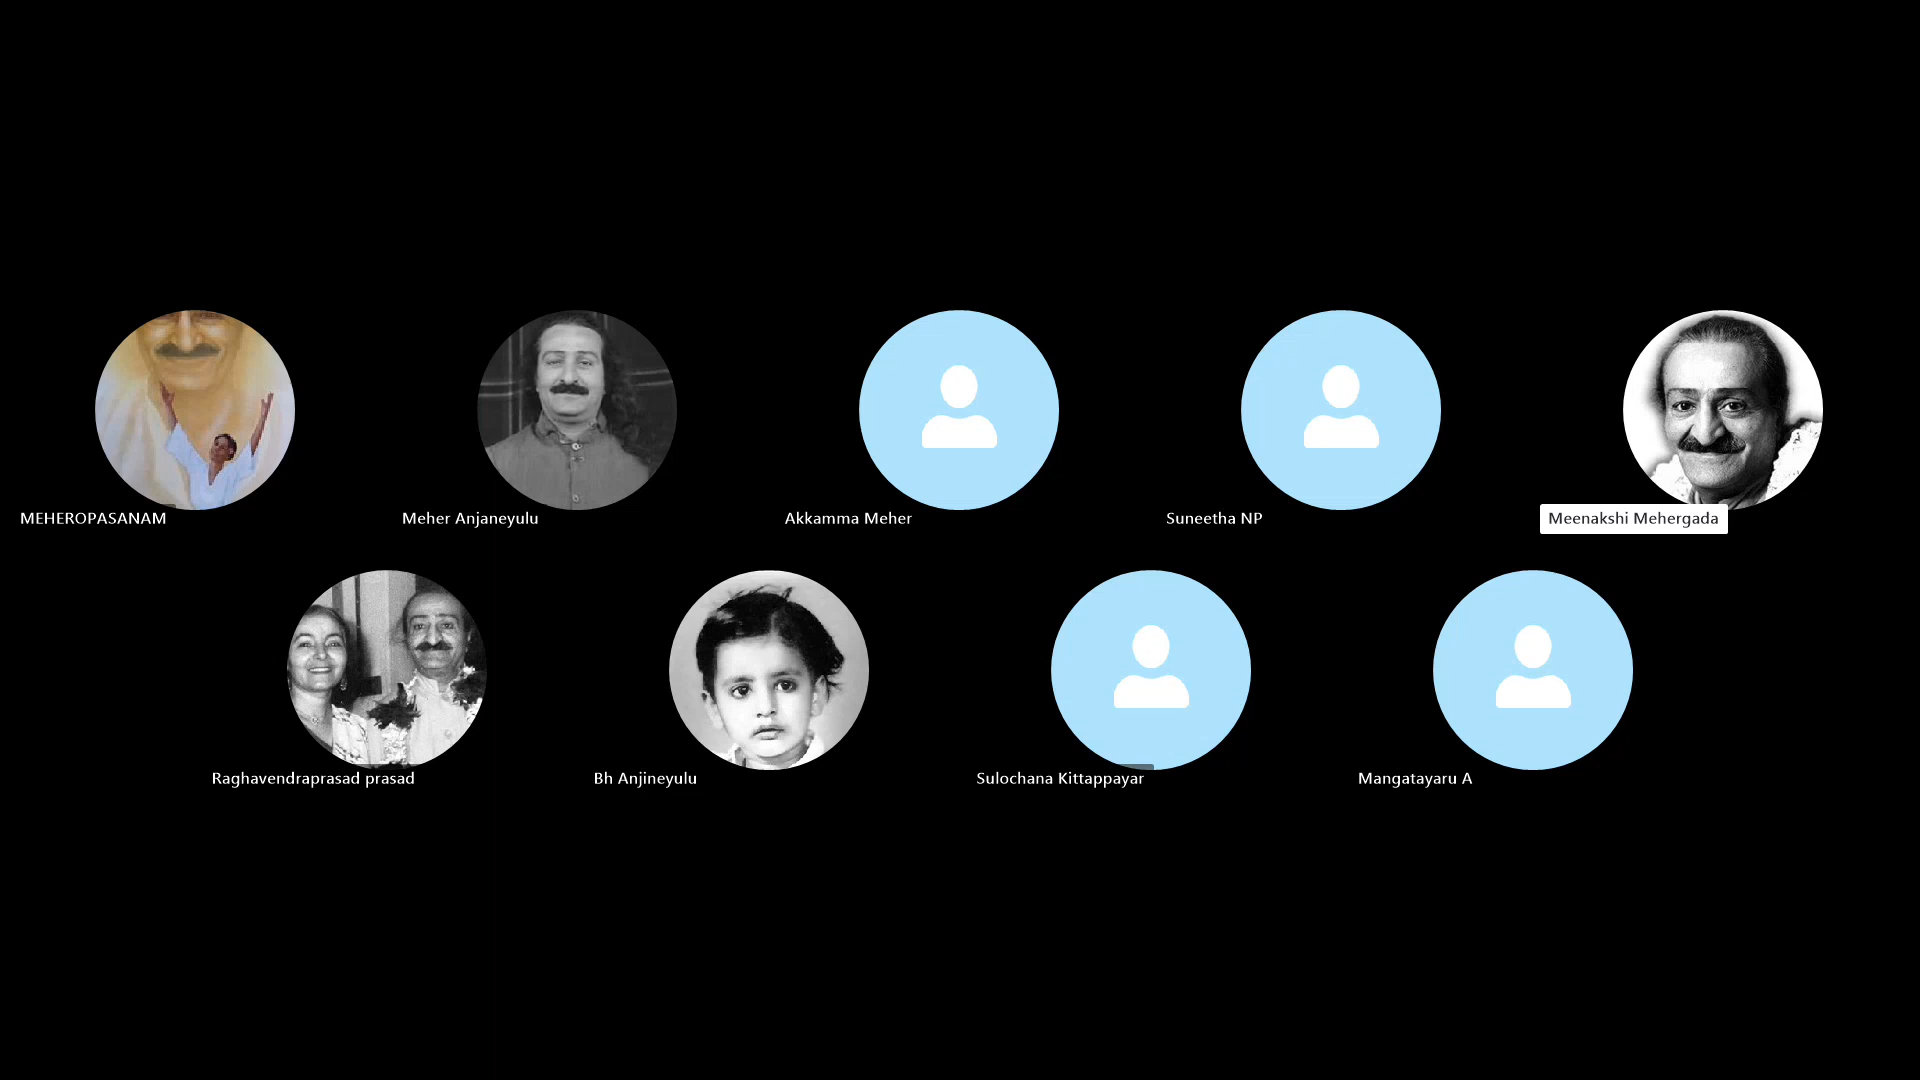 MEHEROPASANAM
Meher Anjaneyulu
Akkamma Meher
Suneetha NP
Meenakshi Mehergada
Raghavendraprasad prasad
Bh Anjineyulu
Sulochana Kittappayar
Mangatayaru A